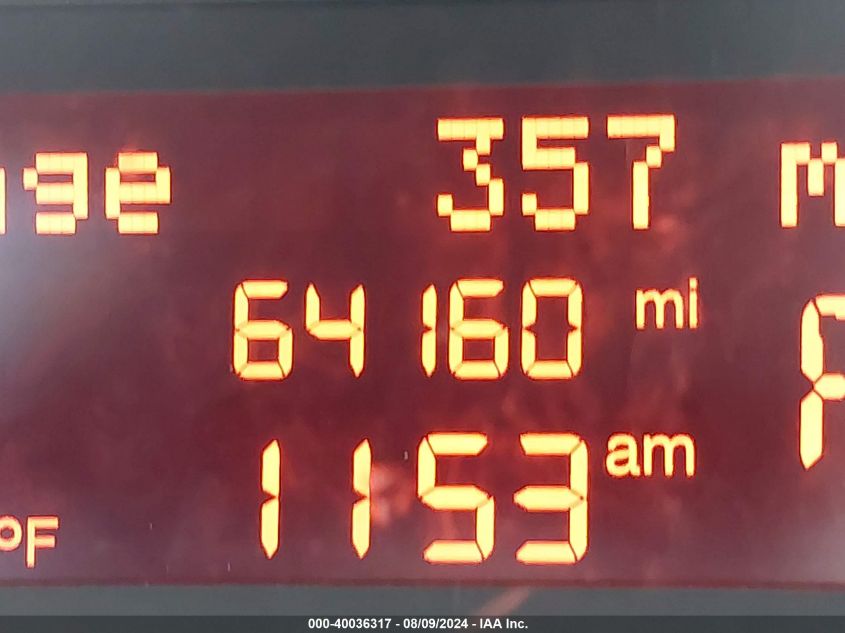 nge 357 m
64160 mi
1153 am
°F
000-40036317 - 08/09/2024 - IAA Inc.